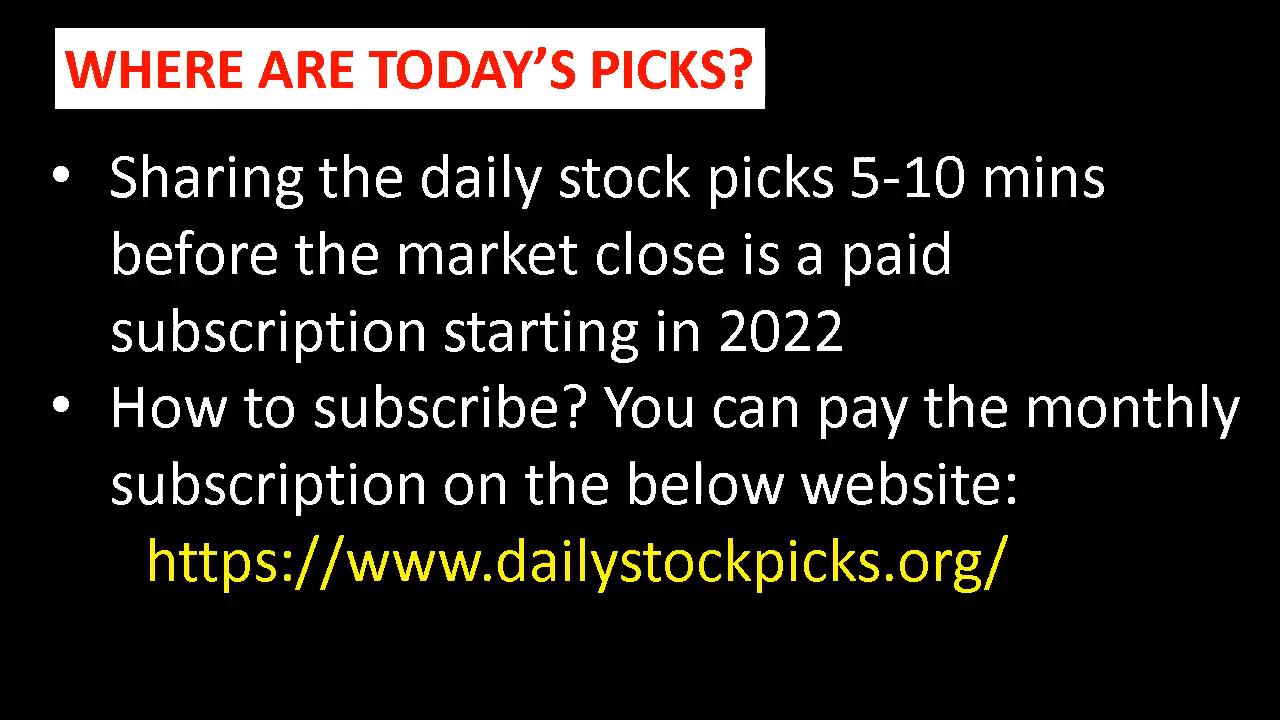 WHERE ARE TODAY’S PICKS?
• Sharing the daily stock picks 5-10 mins
before the market close is a paid
subscription starting in 2022
• How to subscribe? You can pay the monthly
subscription on the below website:
https://www.dailystockpicks.org/